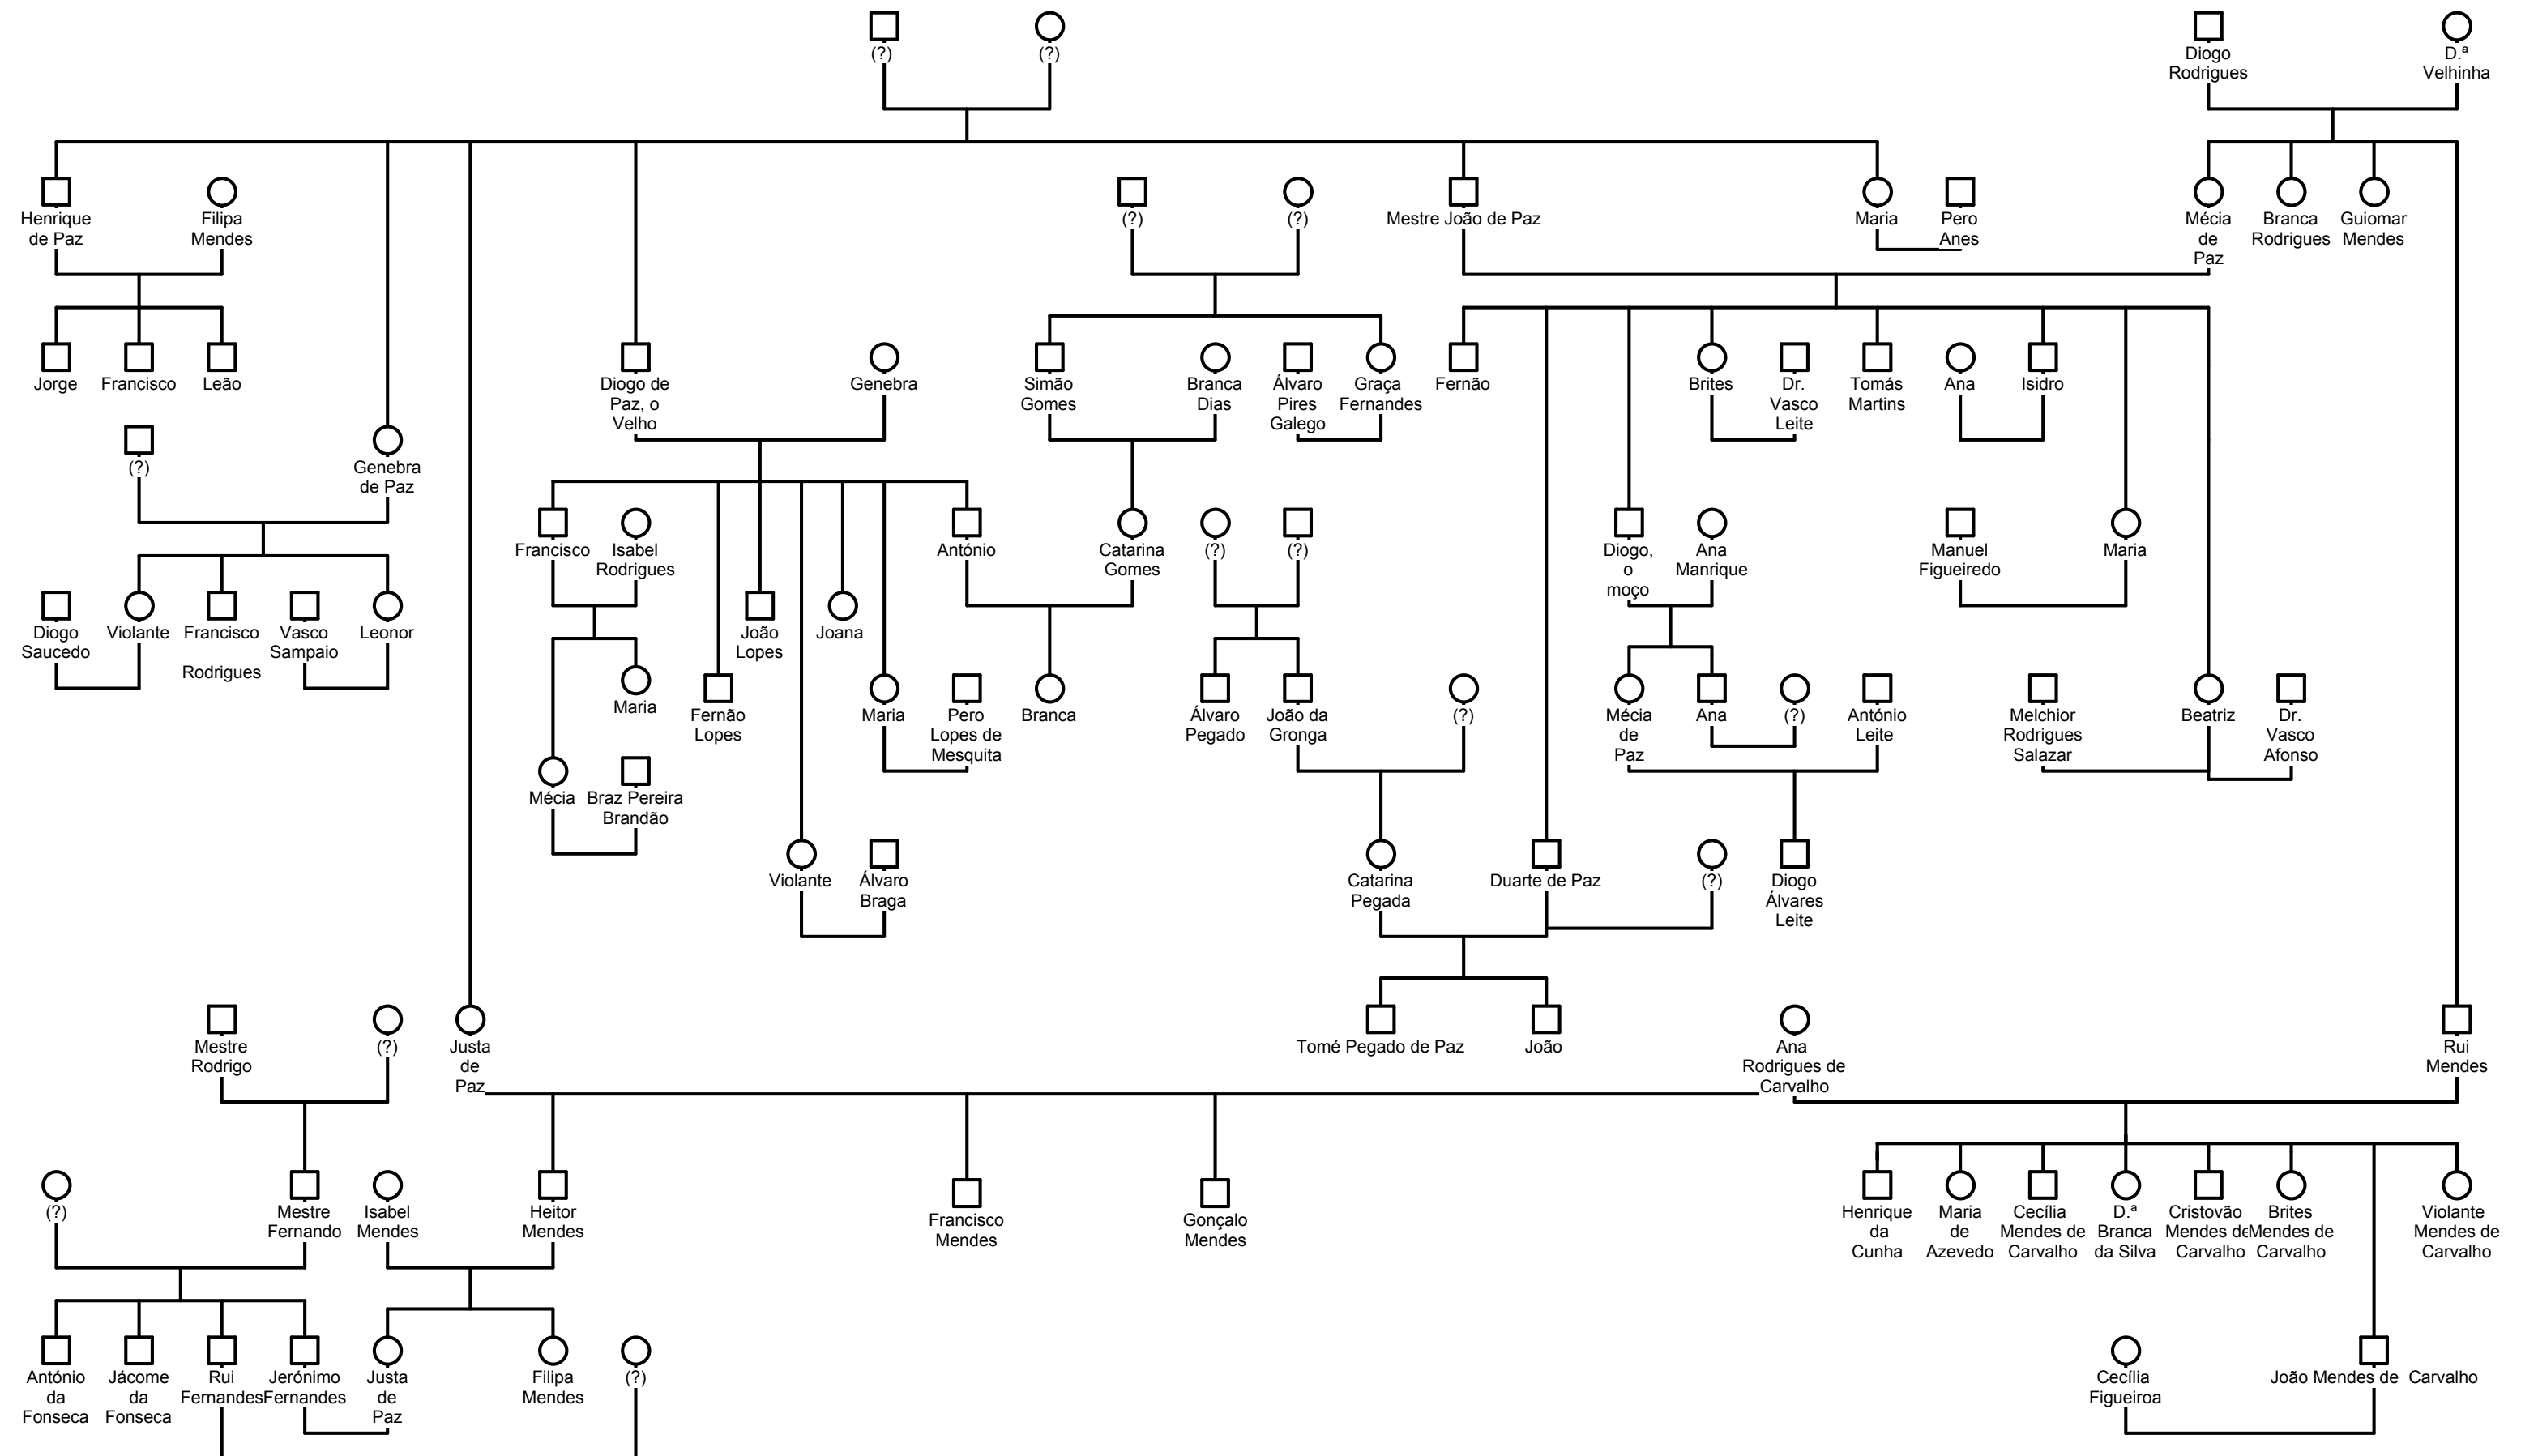 (?)
(?)
Diogo
Rodrigues
D.ª
Velhinha
Henrique
de Paz
Filipa
Mendes
(?)
(?)
Mestre João de Paz
Maria
Pero
Anes
Mécia
de
Paz
Branca
Rodrigues
Guiomar
Mendes
Jorge
Francisco
Leão
Diogo de
Paz, o
Velho
Genebra
Simão
Gomes
Branca
Dias
Álvaro
Pires
Galego
Graça
Fernandes
Fernão
Brites
Dr.
Vasco
Leite
Tomás
Martins
Ana
Isidro
(?)
Genebra
de Paz
Francisco
Isabel
Rodrigues
António
Catarina
Gomes
(?)
(?)
Diogo,
o
moço
Ana
Manrique
Manuel
Figueiredo
Maria
Diogo
Saucedo
Violante
Francisco
Rodrigues
Vasco
Sampaio
Leonor
João
Lopes
Joana
Maria
Fernão
Lopes
Maria
Pero
Lopes de
Mesquita
Branca
Álvaro
Pegado
João da
Gronga
(?)
Mécia
de
Paz
Ana
(?)
António
Leite
Melchior
Rodrigues
Salazar
Beatriz
Dr.
Vasco
Afonso
Mécia
Braz Pereira
Brandão
Violante
Álvaro
Braga
Catarina
Pegada
Duarte de Paz
(?)
Diogo
Álvares
Leite
Mestre
Rodrigo
(?)
Justa
de
Paz
Tomé Pegado de Paz
João
Ana
Rodrigues de
Carvalho
Rui
Mendes
(?)
Mestre
Fernando
Isabel
Mendes
Heitor
Mendes
Francisco
Mendes
Gonçalo
Mendes
Henrique
da
Cunha
Maria
de
Azevedo
Cecília
Mendes de
Carvalho
D.ª
Branca
da Silva
Cristovão
Mendes de
Carvalho
Brites
Mendes de
Carvalho
Violante
Mendes de
Carvalho
António
da
Fonseca
Jácome
da
Fonseca
Rui
Fernandes
Jerónimo
Fernandes
Justa
de
Paz
Filipa
Mendes
(?)
Cecília
Figueiroa
João Mendes de Carvalho